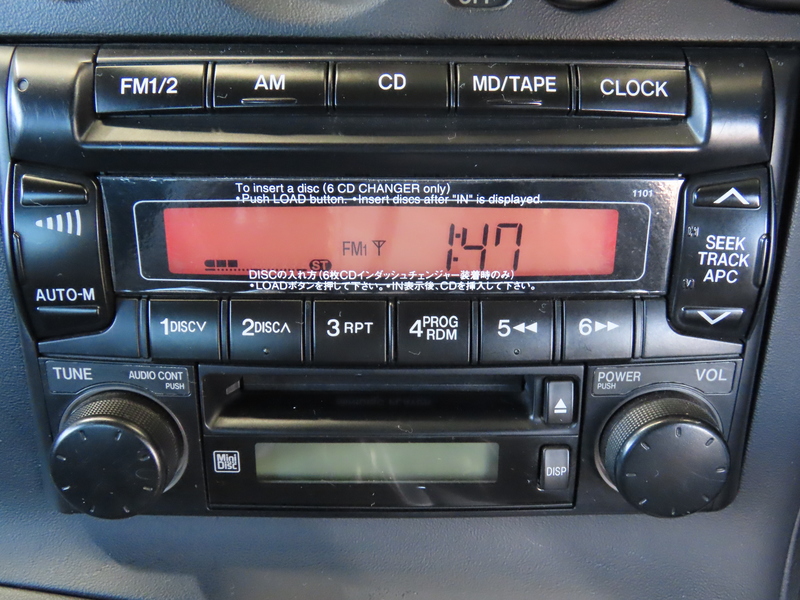 OFF
FM1/2 AM CD MD/TAPE CLOCK
To insert a disc (6 CD CHANGER only)
•Push LOAD button. •Insert discs after "IN" is displayed.
1101
FM1 1:47
ST
DISCの入れ方(6枚CDインダッシュチェンジャー装着時のみ)
•LOADボタンを押して下さい。•IN表示後、CDを挿入して下さい。
AUTO-M
SEEK
TRACK
APC
1DISC∨ 2DISC∧ 3 RPT 4 PROG RDM 5◀◀ 6▶▶
TUNE AUDIO CONT
PUSH
POWER VOL
PUSH
Mini
Disc
DISP